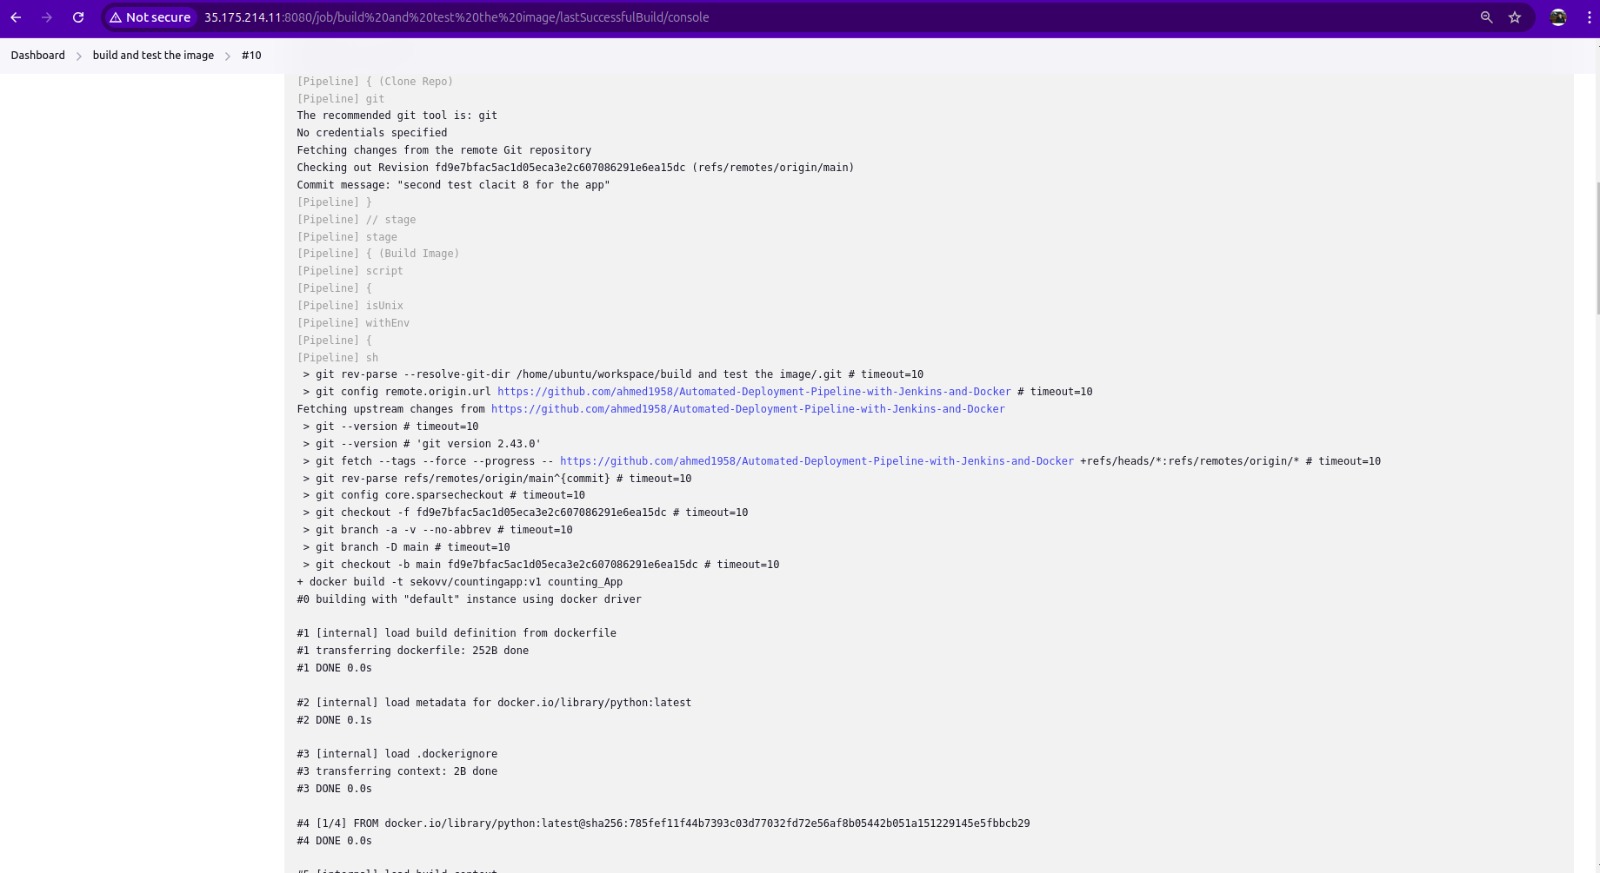 Not secure 35.175.214.11:8080/job/build%20and%20test%20the%20image/lastSuccessfulBuild/console
Dashboard build and test the image #10
[Pipeline] { (Clone Repo)
[Pipeline] git
The recommended git tool is: git
No credentials specified
Fetching changes from the remote Git repository
Checking out Revision fd9e7bfac5ac1d05eca3e2c607086291e6ea15dc (refs/remotes/origin/main)
Commit message: "second test clacit 8 for the app"
[Pipeline] }
[Pipeline] // stage
[Pipeline] stage
[Pipeline] { (Build Image)
[Pipeline] script
[Pipeline] {
[Pipeline] isUnix
[Pipeline] withEnv
[Pipeline] {
[Pipeline] sh
> git rev-parse --resolve-git-dir /home/ubuntu/workspace/build and test the image/.git # timeout=10
> git config remote.origin.url https://github.com/ahmed1958/Automated-Deployment-Pipeline-with-Jenkins-and-Docker # timeout=10
Fetching upstream changes from https://github.com/ahmed1958/Automated-Deployment-Pipeline-with-Jenkins-and-Docker
> git --version # timeout=10
> git --version # 'git version 2.43.0'
> git fetch --tags --force --progress -- https://github.com/ahmed1958/Automated-Deployment-Pipeline-with-Jenkins-and-Docker +refs/heads/*:refs/remotes/origin/* # timeout=10
> git rev-parse refs/remotes/origin/main^{commit} # timeout=10
> git config core.sparsecheckout # timeout=10
> git checkout -f fd9e7bfac5ac1d05eca3e2c607086291e6ea15dc # timeout=10
> git branch -a -v --no-abbrev # timeout=10
> git branch -D main # timeout=10
> git checkout -b main fd9e7bfac5ac1d05eca3e2c607086291e6ea15dc # timeout=10
+ docker build -t sekovv/countingapp:v1 counting_App
#0 building with "default" instance using docker driver
#1 [internal] load build definition from dockerfile
#1 transferring dockerfile: 252B done
#1 DONE 0.0s
#2 [internal] load metadata for docker.io/library/python:latest
#2 DONE 0.1s
#3 [internal] load .dockerignore
#3 transferring context: 2B done
#3 DONE 0.0s
#4 [1/4] FROM docker.io/library/python:latest@sha256:785fef11f44b7393c03d77032fd72e56af8b05442b051a151229145e5fbbcb29
#4 DONE 0.0s
#5 [internal] load build context